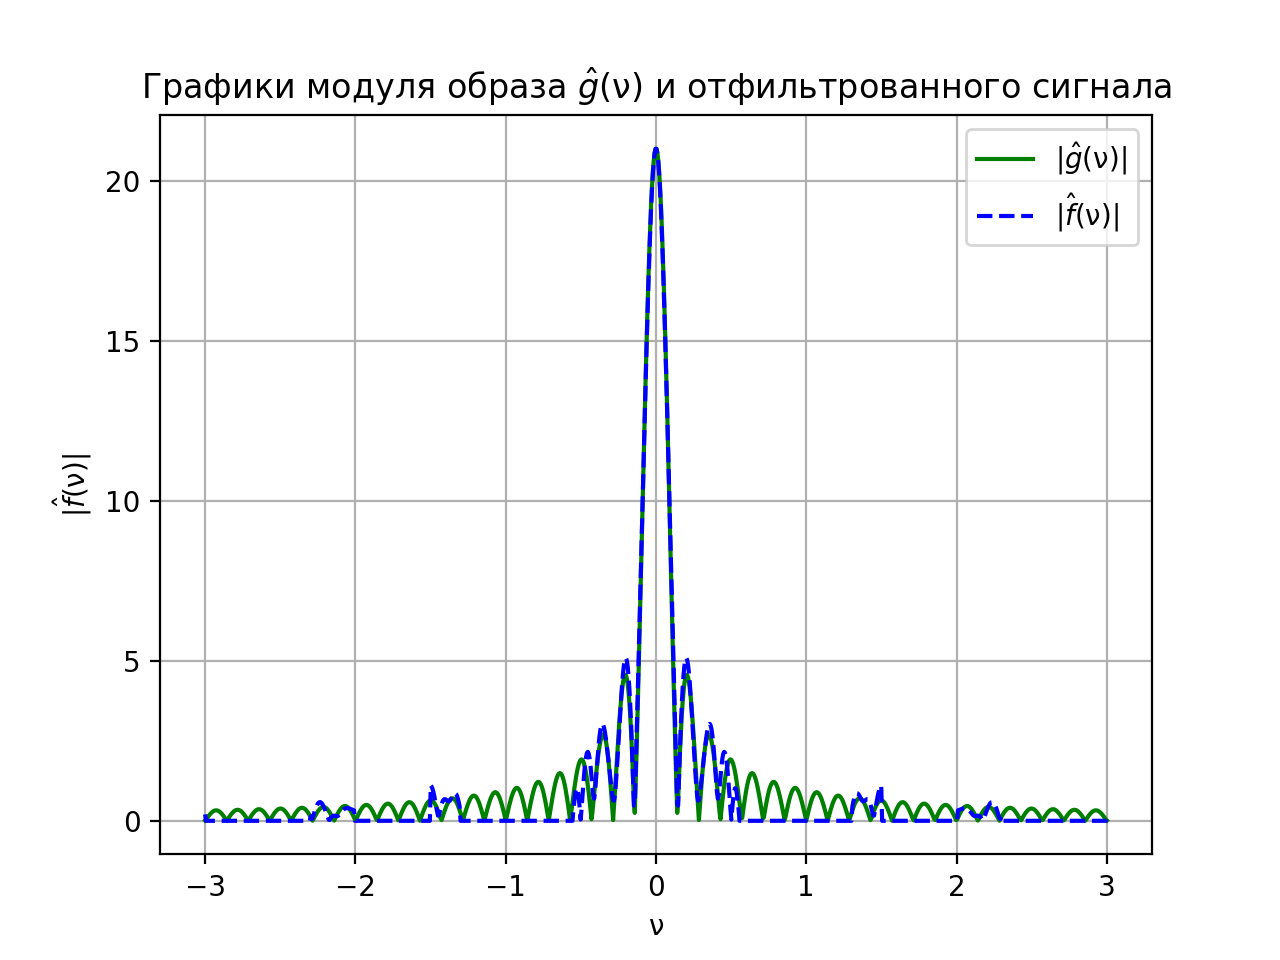 Графики модуля образа ĝ(ν) и отфильтрованного сигнала
|ĝ(ν)|
|f̂(ν)|
20
15
10
5
0
|f̂(ν)|
−3 −2 −1 0 1 2 3
ν